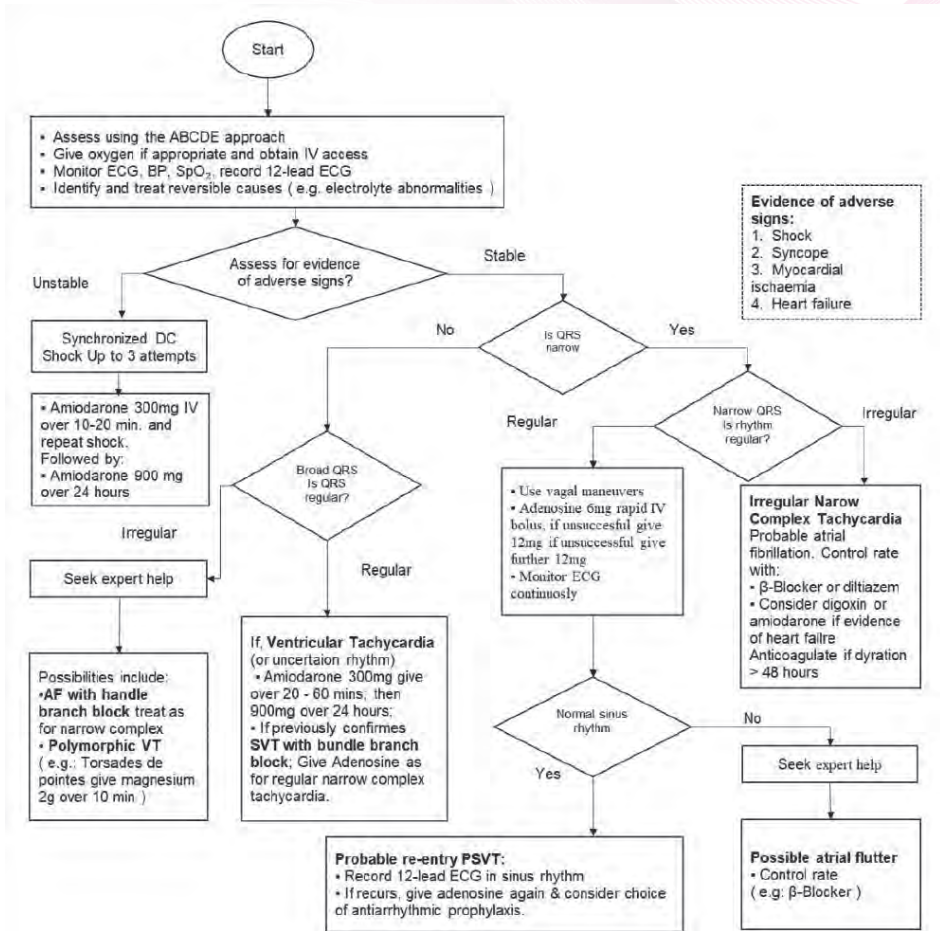 Start
▪ Assess using the ABCDE approach
▪ Give oxygen if appropriate and obtain IV access
▪ Monitor ECG, BP, SpO₂, record 12-lead ECG
▪ Identify and treat reversible causes ( e.g. electrolyte abnormalities )
Evidence of adverse
signs:
1. Shock
2. Syncope
3. Myocardial
ischaemia
4. Heart failure
Assess for evidence
of adverse signs?
Unstable
Stable
Synchronized DC
Shock Up to 3 attempts
▪ Amiodarone 300mg IV
over 10-20 min. and
repeat shock.
Followed by:
▪ Amiodarone 900 mg
over 24 hours
Is QRS
narrow
No
Yes
Broad QRS
Is QRS
regular?
Irregular
Regular
Seek expert help
Possibilities include:
▪AF with handle
branch block treat as
for narrow complex
▪ Polymorphic VT
( e.g.: Torsades de
pointes give magnesium
2g over 10 min )
If, Ventricular Tachycardia
(or uncertaion rhythm)
▪ Amiodarone 300mg give
over 20 - 60 mins; then
900mg over 24 hours;
▪ If previously confirmes
SVT with bundle branch
block; Give Adenosine as
for regular narrow complex
tachycardia.
Narrow QRS
Is rhythm
regular?
Regular
Irregular
▪ Use vagal maneuvers
▪ Adenosine 6mg rapid IV
bolus, if unsuccesful give
12mg if unsuccessful give
further 12mg
▪ Monitor ECG
continuosly
Irregular Narow
Complex Tachycardia
Probable atrial
fibrillation. Control rate
with:
▪ β-Blocker or diltiazem
▪ Consider digoxin or
amiodarone if evidence
of heart failre
Anticoagulate if dyration
> 48 hours
Normal sinus
rhythm
No
Yes
Seek expert help
Probable re-entry PSVT:
▪ Record 12-lead ECG in sinus rhythm
▪ If recurs, give adenosine again & consider choice
of antiarrhythmic prophylaxis.
Possible atrial flutter
▪ Control rate
( e.g: β-Blocker )